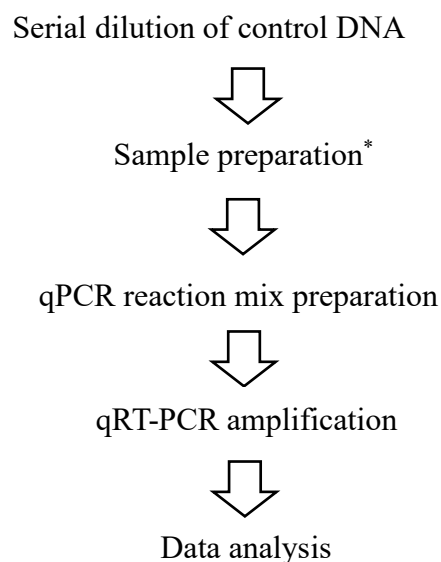 Serial dilution of control DNA
Sample preparation*
qPCR reaction mix preparation
qRT-PCR amplification
Data analysis